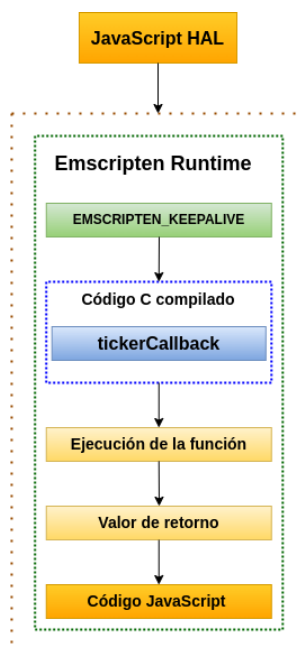 JavaScript HAL
Emscripten Runtime
EMSCRIPTEN_KEEPALIVE
Código C compilado
tickerCallback
Ejecución de la función
Valor de retorno
Código JavaScript